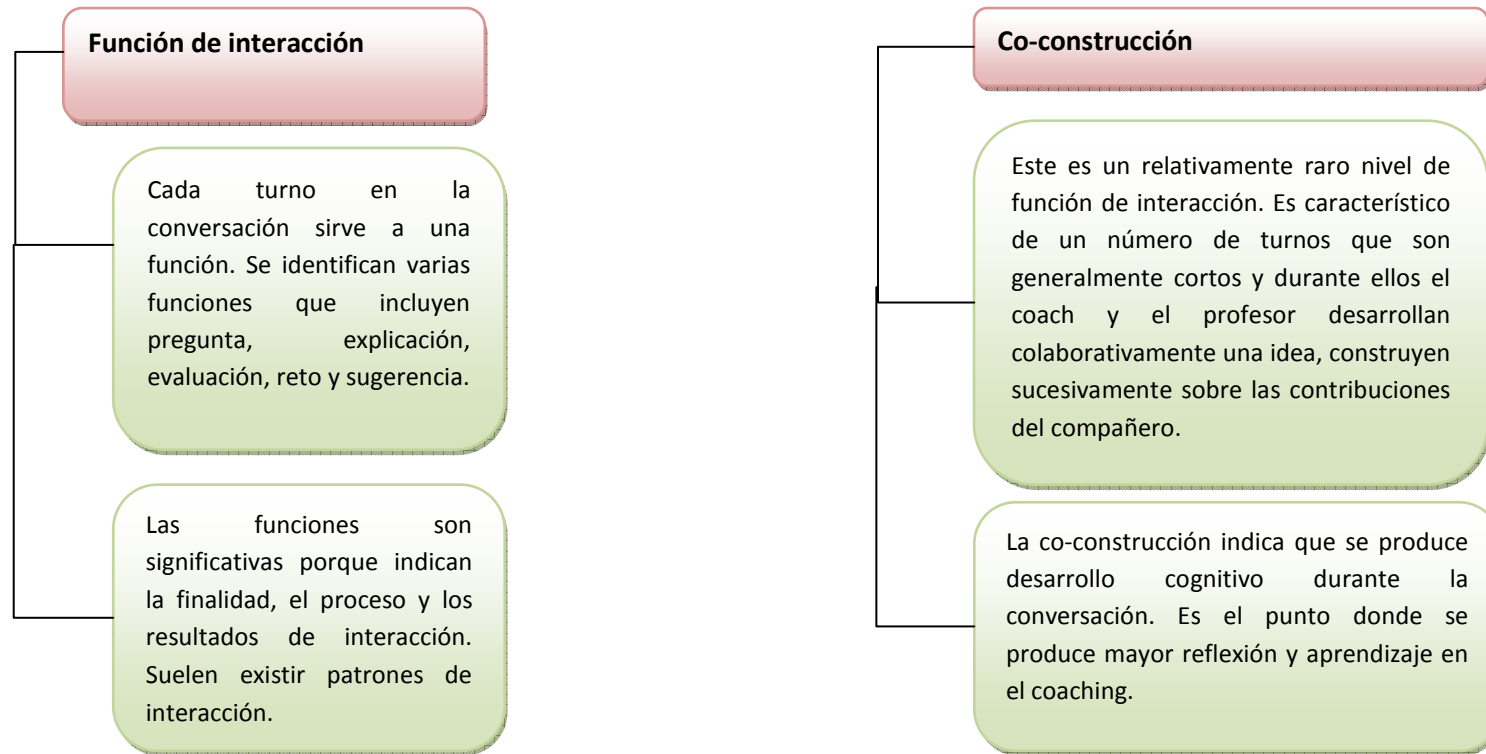 Función de interacción
Cada turno en la
conversación sirve a una
función. Se identifican varias
funciones que incluyen
pregunta, explicación,
evaluación, reto y sugerencia.
Las funciones son
significativas porque indican
la finalidad, el proceso y los
resultados de interacción.
Suelen existir patrones de
interacción.
Co-construcción
Este es un relativamente raro nivel de
función de interacción. Es característico
de un número de turnos que son
generalmente cortos y durante ellos el
coach y el profesor desarrollan
colaborativamente una idea, construyen
sucesivamente sobre las contribuciones
del compañero.
La co-construcción indica que se produce
desarrollo cognitivo durante la
conversación. Es el punto donde se
produce mayor reflexión y aprendizaje en
el coaching.